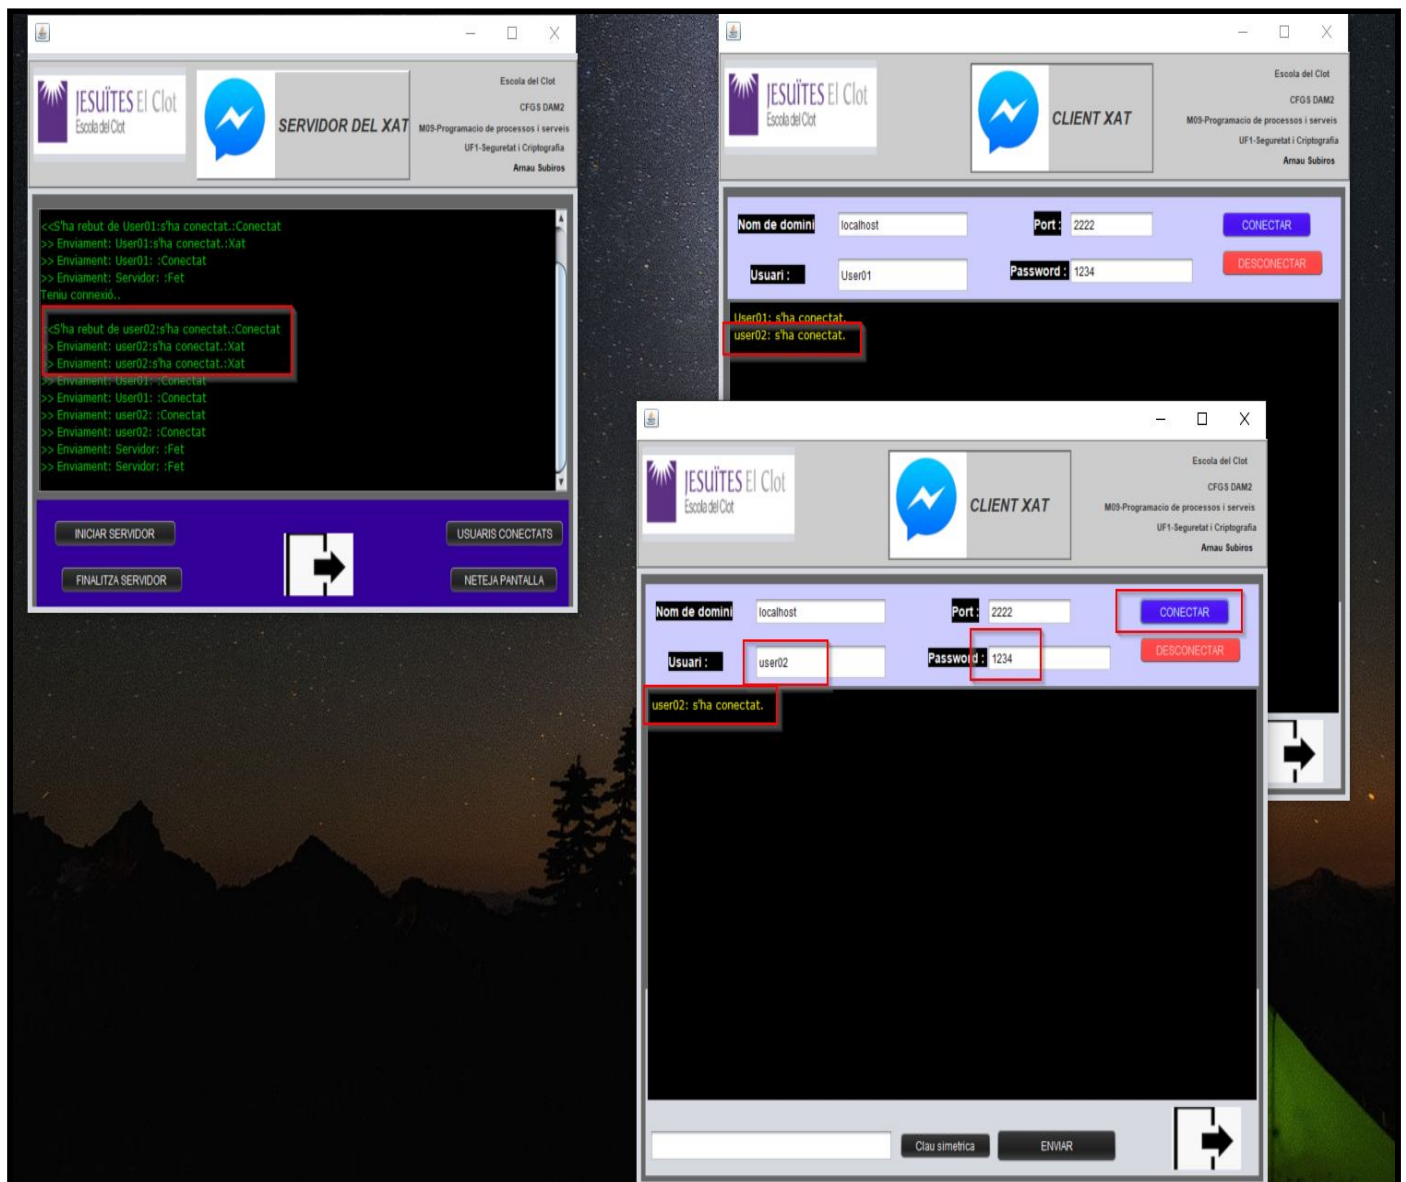 JESUÏTES El Clot
Escola del Clot
SERVIDOR DEL XAT
Escola del Clot
CFGS DAM2
M09-Programacio de processos i serveis
UF1-Seguretat i Criptografia
Arnau Subiros
<<S'ha rebut de User01:s'ha conectat.:Conectat
>> Enviament: User01:s'ha conectat.:Xat
>> Enviament: User01: :Conectat
>> Enviament: Servidor: :Fet
Teniu connexió..
<<S'ha rebut de user02:s'ha conectat.:Conectat
>> Enviament: user02:s'ha conectat.:Xat
>> Enviament: user02:s'ha conectat.:Xat
>> Enviament: User01: :Conectat
>> Enviament: User01: :Conectat
>> Enviament: user02: :Conectat
>> Enviament: user02: :Conectat
>> Enviament: Servidor: :Fet
>> Enviament: Servidor: :Fet
INICIAR SERVIDOR
USUARIS CONECTATS
FINALITZA SERVIDOR
NETEJA PANTALLA
JESUÏTES El Clot
Escola del Clot
CLIENT XAT
Escola del Clot
CFGS DAM2
M09-Programacio de processos i serveis
UF1-Seguretat i Criptografia
Arnau Subiros
Nom de domini localhost Port : 2222 CONECTAR
Usuari : User01 Password : 1234 DESCONECTAR
User01: s'ha conectat.
user02: s'ha conectat.
JESUÏTES El Clot
Escola del Clot
CLIENT XAT
Escola del Clot
CFGS DAM2
M09-Programacio de processos i serveis
UF1-Seguretat i Criptografia
Arnau Subiros
Nom de domini localhost Port : 2222 CONECTAR
Usuari : user02 Password : 1234 DESCONECTAR
user02: s'ha conectat.
Clau simetrica ENVIAR